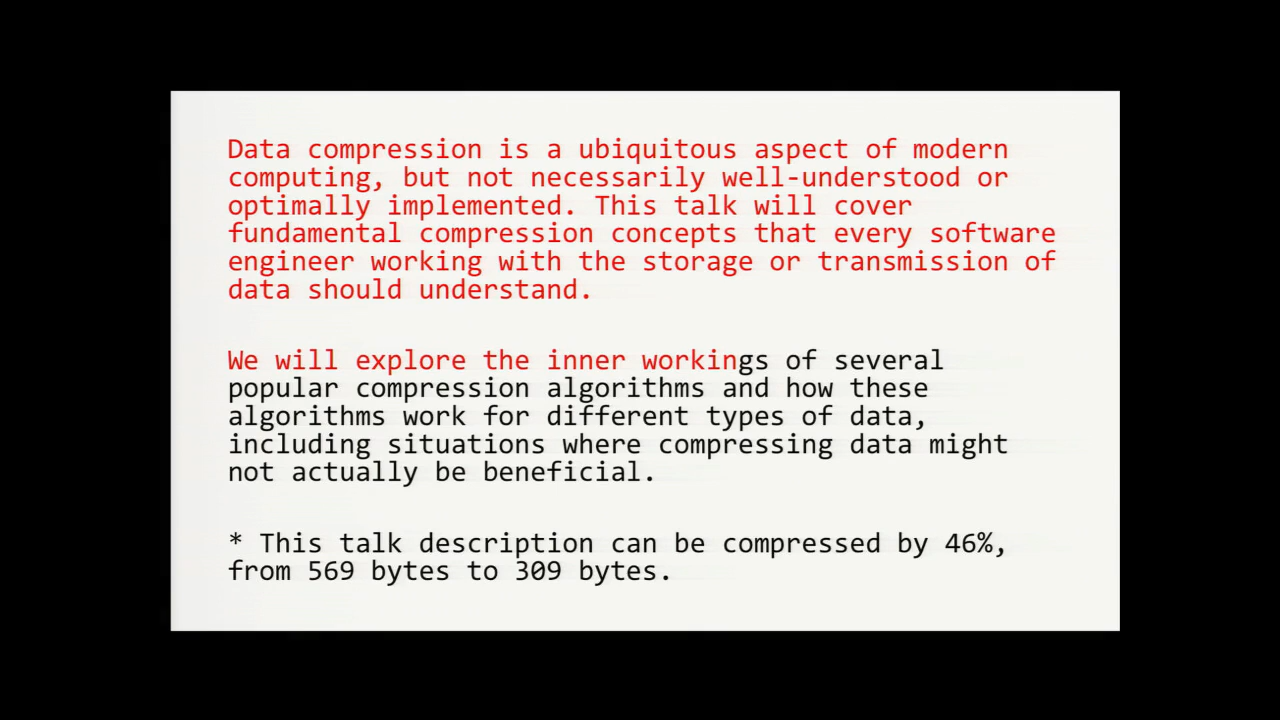 Data compression is a ubiquitous aspect of modern
computing, but not necessarily well-understood or
optimally implemented. This talk will cover
fundamental compression concepts that every software
engineer working with the storage or transmission of
data should understand.
We will explore the inner workings of several
popular compression algorithms and how these
algorithms work for different types of data,
including situations where compressing data might
not actually be beneficial.
* This talk description can be compressed by 46%,
from 569 bytes to 309 bytes.